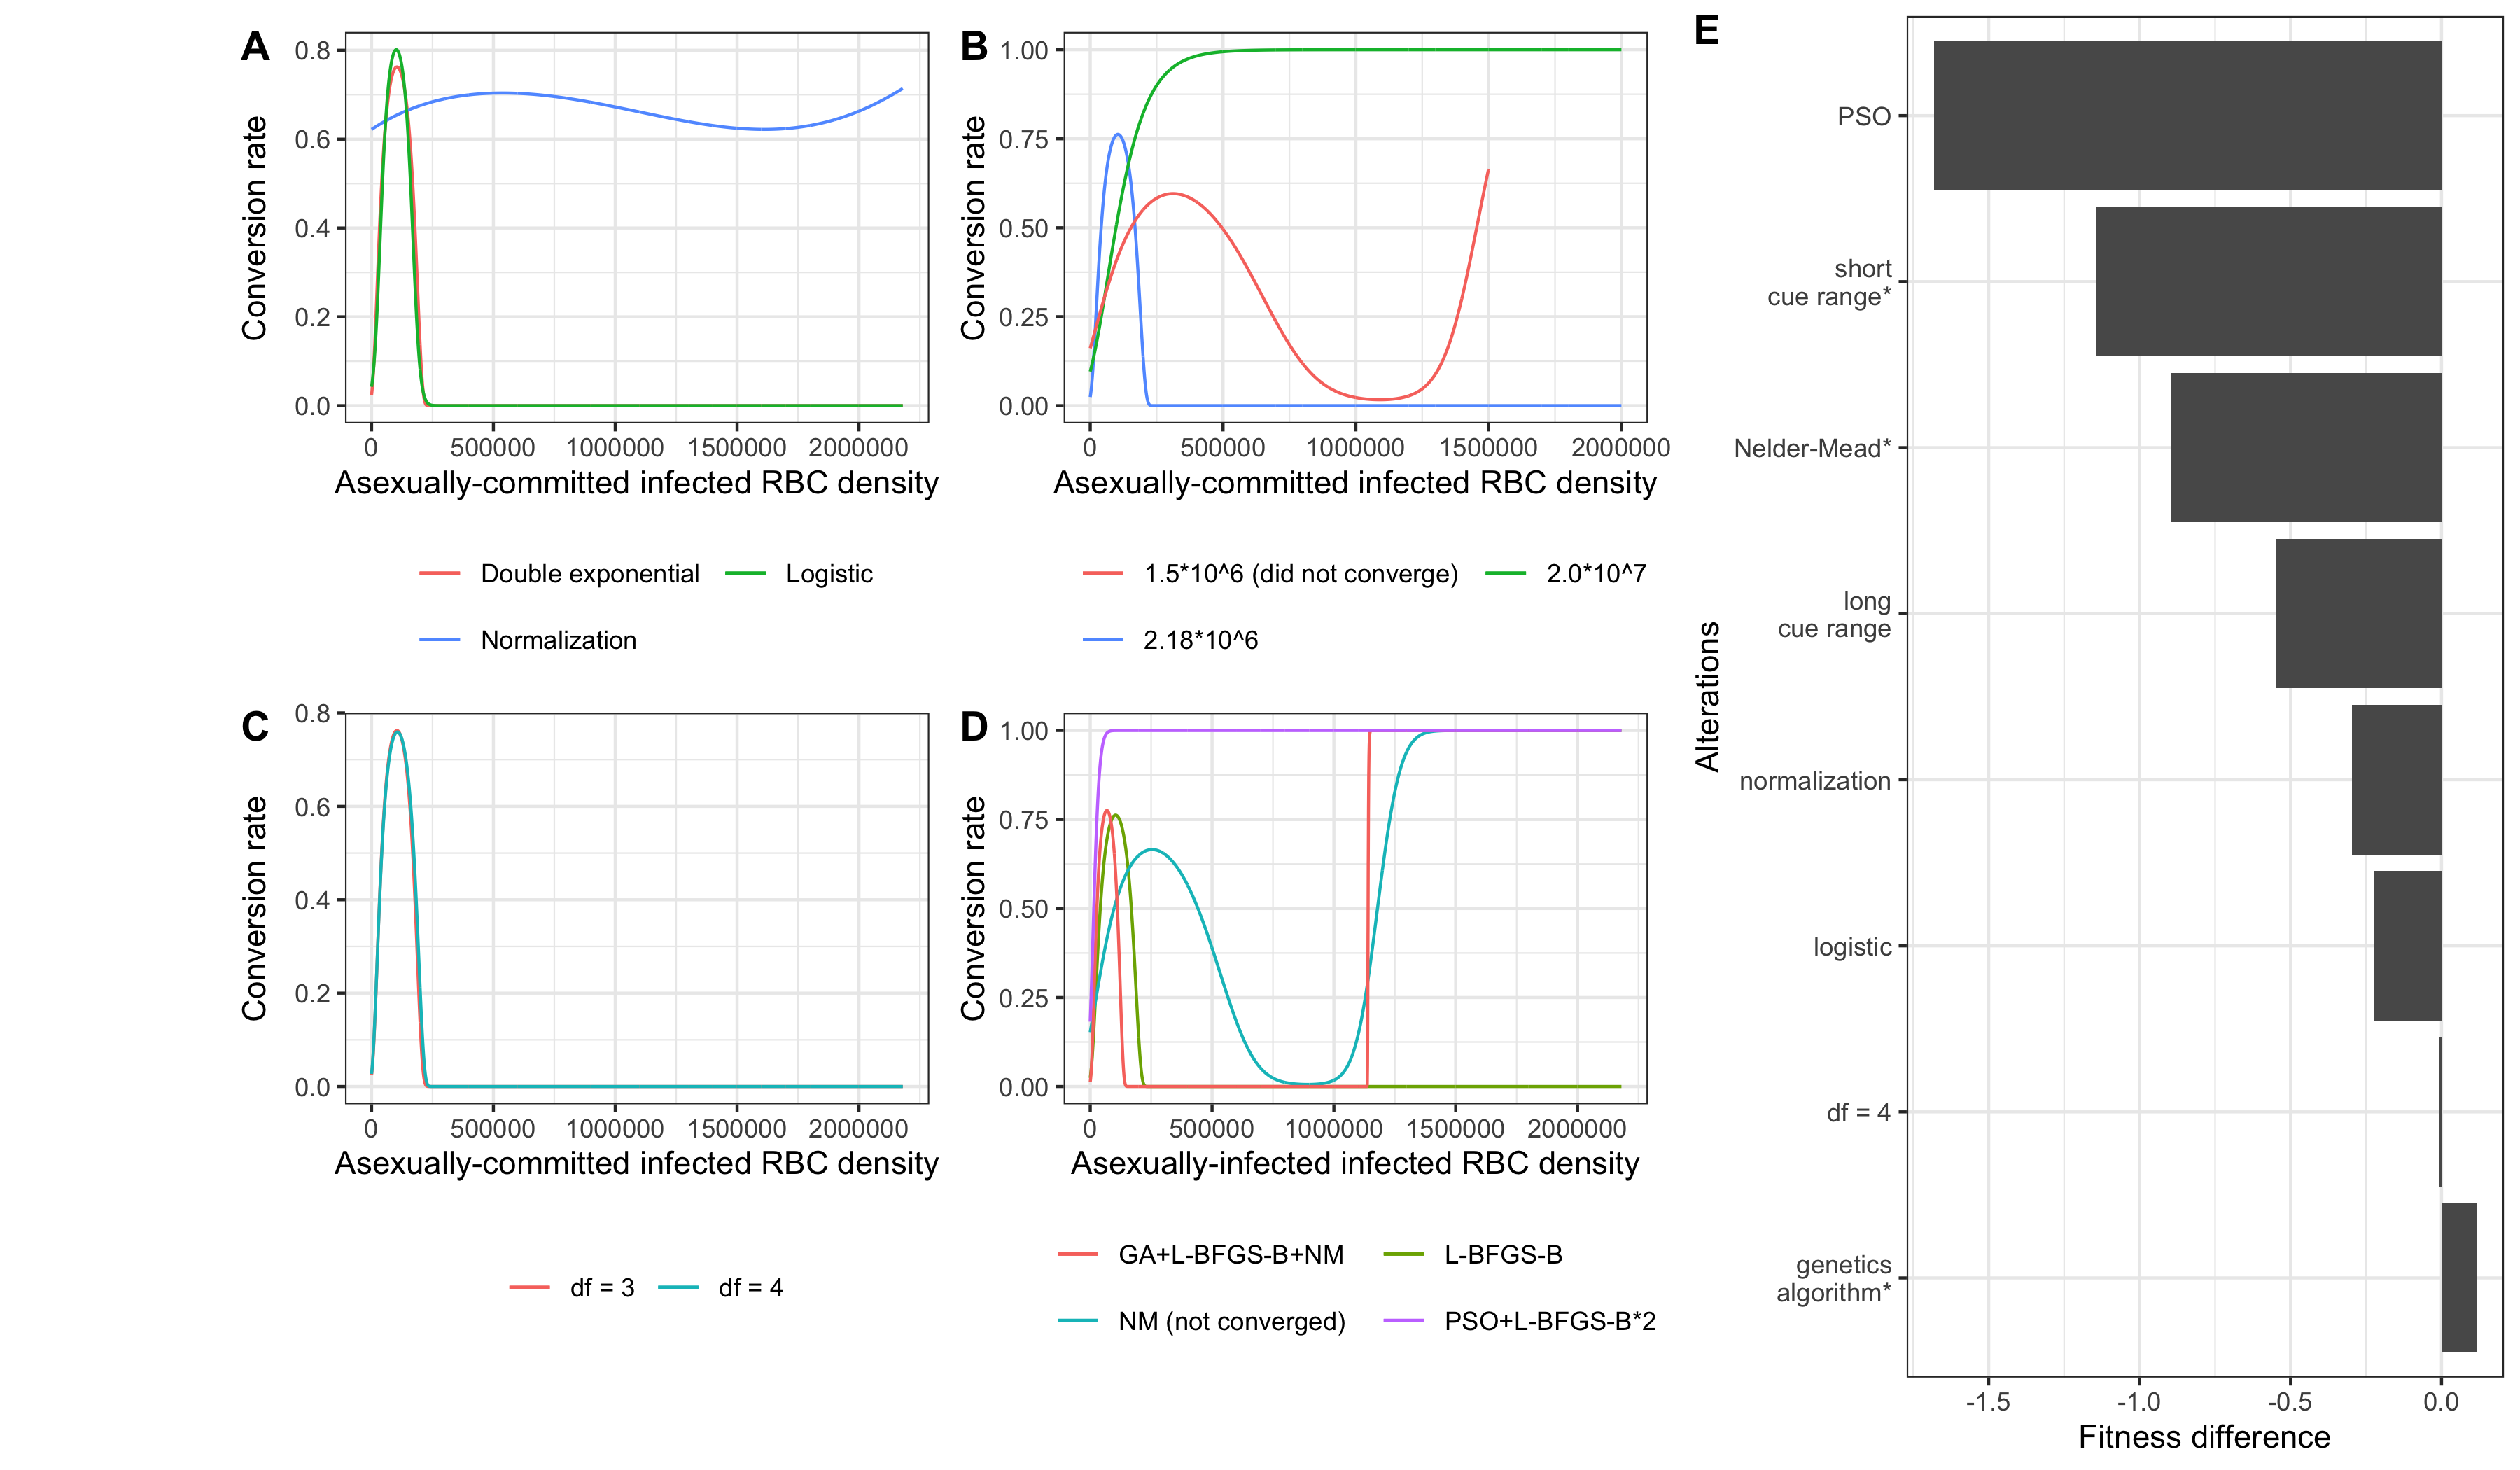 A
0.8
0.6
0.4
0.2
0.0
Conversion rate
0 500000 1000000 1500000 2000000
Asexually-committed infected RBC density
Double exponential Logistic
Normalization
B
1.00
0.75
0.50
0.25
0.00
Conversion rate
0 500000 1000000 1500000 2000000
Asexually-committed infected RBC density
1.5*10^6 (did not converge) 2.0*10^7
2.18*10^6
C
0.8
0.6
0.4
0.2
0.0
Conversion rate
0 500000 1000000 1500000 2000000
Asexually-committed infected RBC density
df = 3 df = 4
D
1.00
0.75
0.50
0.25
0.00
Conversion rate
0 500000 1000000 1500000 2000000
Asexually-infected infected RBC density
GA+L-BFGS-B+NM L-BFGS-B
NM (not converged) PSO+L-BFGS-B*2
E
Alterations
PSO
short
cue range*
Nelder-Mead*
long
cue range
normalization
logistic
df = 4
genetics
algorithm*
-1.5 -1.0 -0.5 0.0
Fitness difference